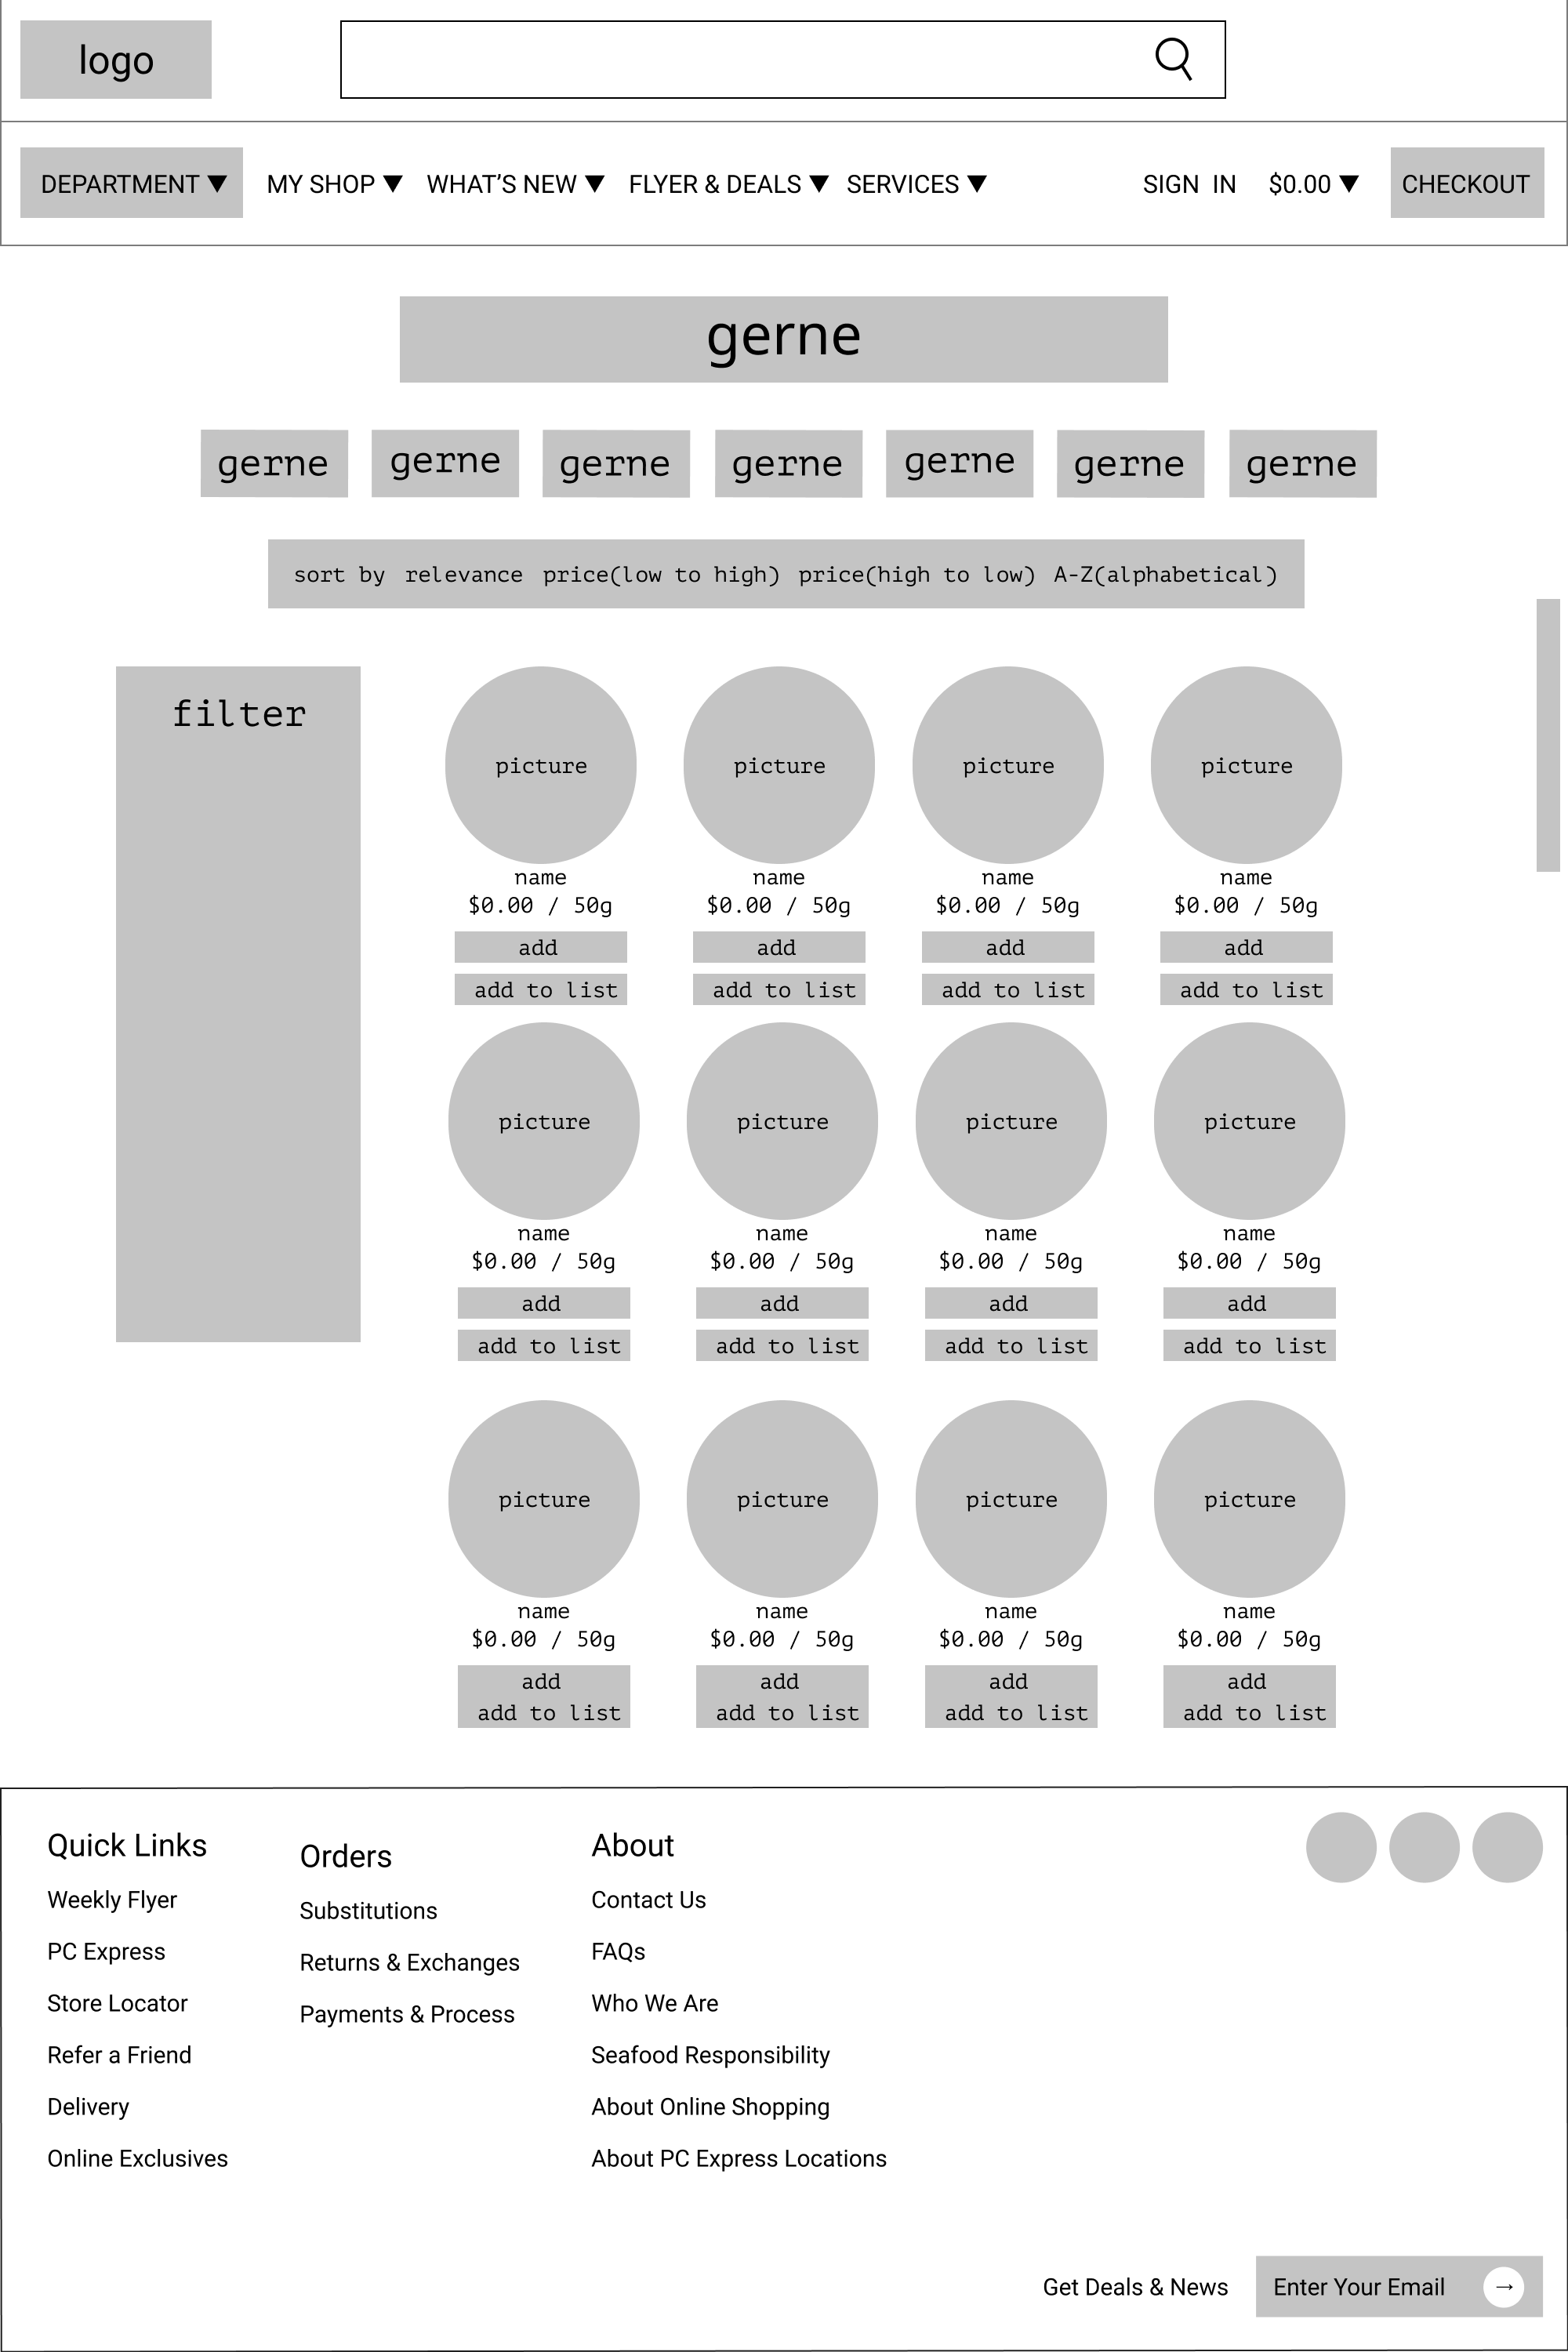 logo
DEPARTMENT ▼ MY SHOP ▼ WHAT'S NEW ▼ FLYER & DEALS ▼ SERVICES ▼ SIGN IN $0.00 ▼ CHECKOUT
gerne
gerne gerne gerne gerne gerne gerne gerne
sort by relevance price(low to high) price(high to low) A-Z(alphabetical)
filter
picture picture picture picture
name name name name
$0.00 / 50g $0.00 / 50g $0.00 / 50g $0.00 / 50g
add add add add
add to list add to list add to list add to list
picture picture picture picture
name name name name
$0.00 / 50g $0.00 / 50g $0.00 / 50g $0.00 / 50g
add add add add
add to list add to list add to list add to list
picture picture picture picture
name name name name
$0.00 / 50g $0.00 / 50g $0.00 / 50g $0.00 / 50g
add add add add
add to list add to list add to list add to list
Quick Links
Weekly Flyer
PC Express
Store Locator
Refer a Friend
Delivery
Online Exclusives
Orders
Substitutions
Returns & Exchanges
Payments & Process
About
Contact Us
FAQs
Who We Are
Seafood Responsibility
About Online Shopping
About PC Express Locations
Get Deals & News Enter Your Email →